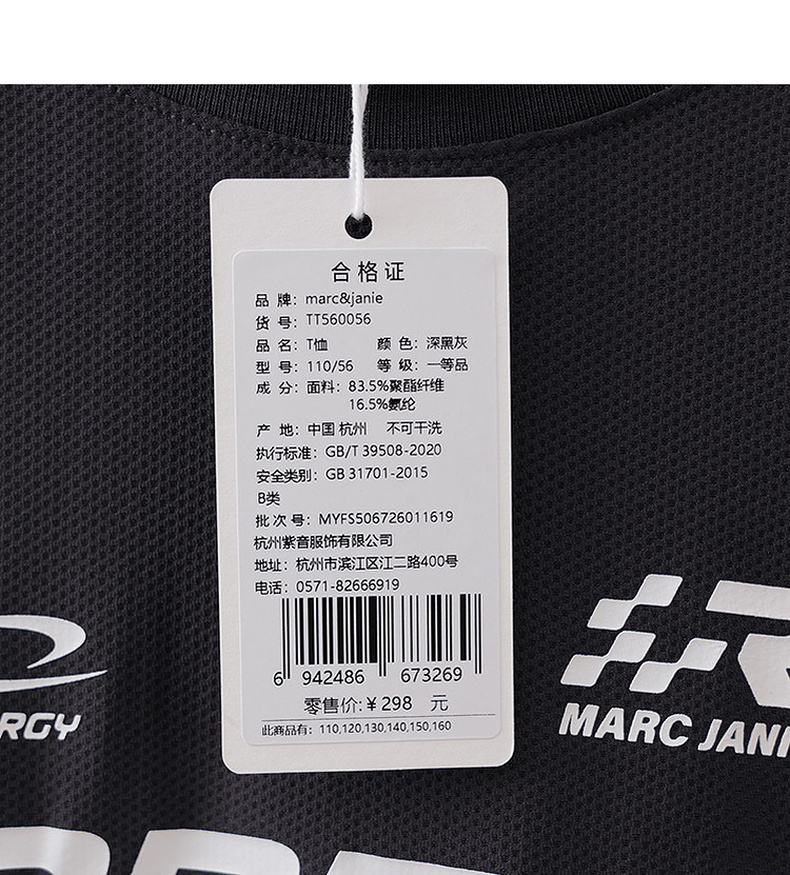 合格证
品 牌：marc&janie
货 号：TT560056
品 名：T恤 颜 色：深黑灰
型 号：110/56 等 级：一等品
成 分：面料：83.5%聚酯纤维
16.5%氨纶
产 地：中国 杭州 不可干洗
执行标准：GB/T 39508-2020
安全类别：GB 31701-2015
B类
批 次 号：MYFS506726011619
杭州紫音服饰有限公司
地址：杭州市滨江区江二路400号
电话：0571-82666919
6 942486 673269
零售价:￥298 元
此商品有：110,120,130,140,150,160
RGY
MARC JANI